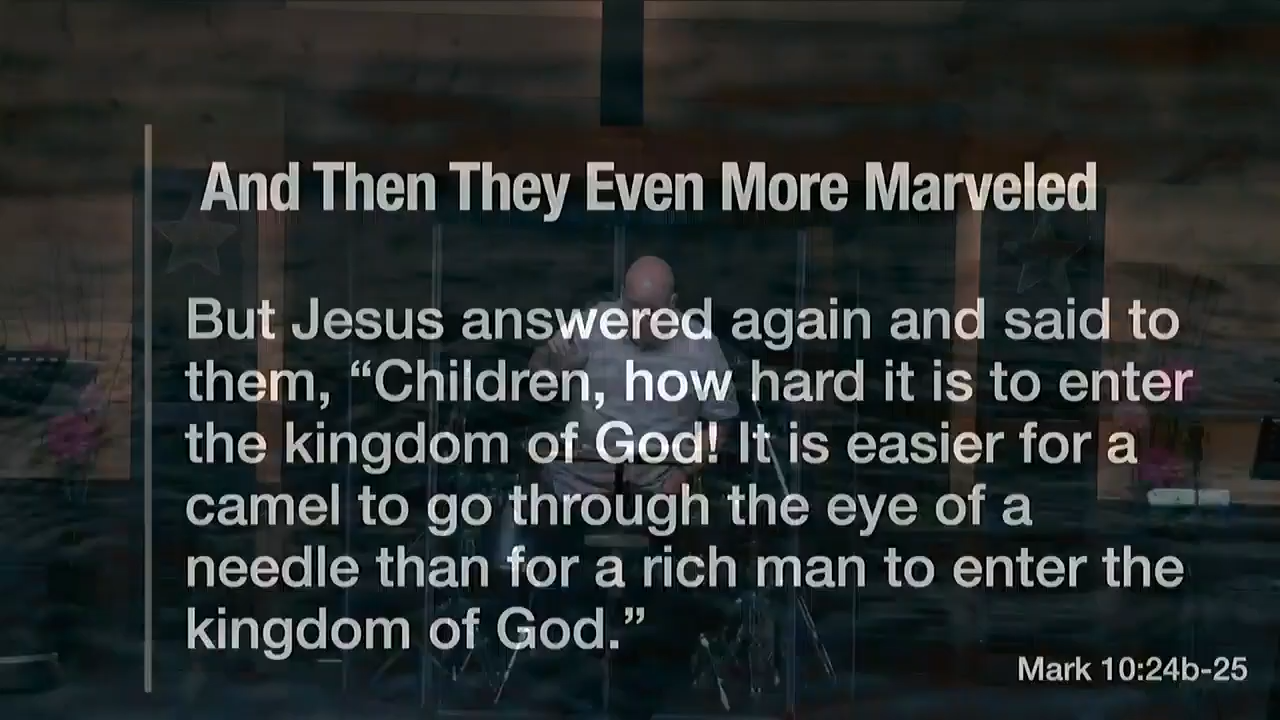 And Then They Even More Marveled
But Jesus answered again and said to
them, “Children, how hard it is to enter
the kingdom of God! It is easier for a
camel to go through the eye of a
needle than for a rich man to enter the
kingdom of God.”
Mark 10:24b-25